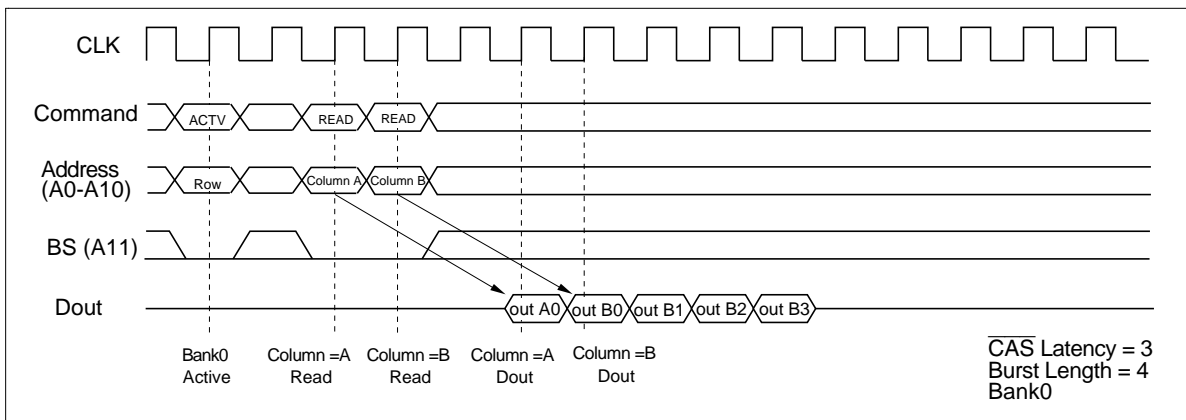 CLK
Command
ACTV
READ
READ
Address
(A0-A10)
Row
Column A
Column B
BS (A11)
Dout
out A0
out B0
out B1
out B2
out B3
Bank0
Active
Column =A
Read
Column =B
Read
Column =A
Dout
Column =B
Dout
CAS Latency = 3
Burst Length = 4
Bank0